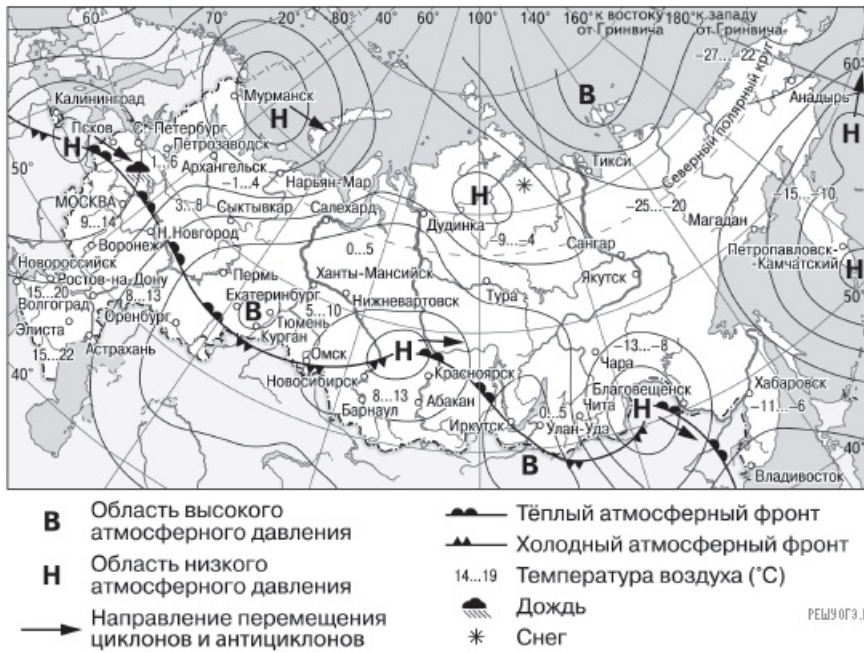 60° 70° 20° 60° 100° 140° 160° к востоку 180° к западу
от Гринвича от Гринвича
-27...-22
60°
Калининград
Мурманск
В
Северный полярный круг
Анадырь
Псков
С.-Петербург
Н
Н
Н
Петрозаводск
1...6
Архангельск
Тикси
50°
-1...4
Нарьян-Мар
Н
-15...-10
МОСКВА
3...8
Сыктывкар
Салехард
Дудинка
-25...-20
Магадан
9...14
Н.Новгород
-9...-4
Сангар
Петропавловск-
Камчатский
Воронеж
0...5
Новороссийск
Пермь
Ханты-Мансийск
Якутск
Н
Ростов-на-Дону
Тура
50°
15...20
8...13
Екатеринбург
Нижневартовск
Волгоград
В
5...10
Оренбург
Тюмень
-13...-8
Элиста
Курган
Омск
Н
Чара
15...22
Астрахань
Красноярск
Благовещенск
Хабаровск
40°
Новосибирск
8...13
Абакан
0...5
Чита
Н
-11...-6
Барнаул
Иркутск
Улан-Удэ
40°
В
Владивосток
В Область высокого
атмосферного давления
Н Область низкого
атмосферного давления
Направление перемещения
циклонов и антициклонов
Тёплый атмосферный фронт
Холодный атмосферный фронт
14...19 Температура воздуха (°C)
Дождь
Снег